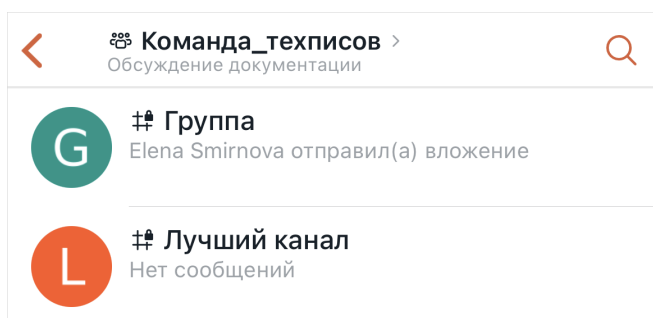 Команда_техписов
Обсуждение документации
G
Группа
Elena Smirnova отправил(а) вложение
L
Лучший канал
Нет сообщений